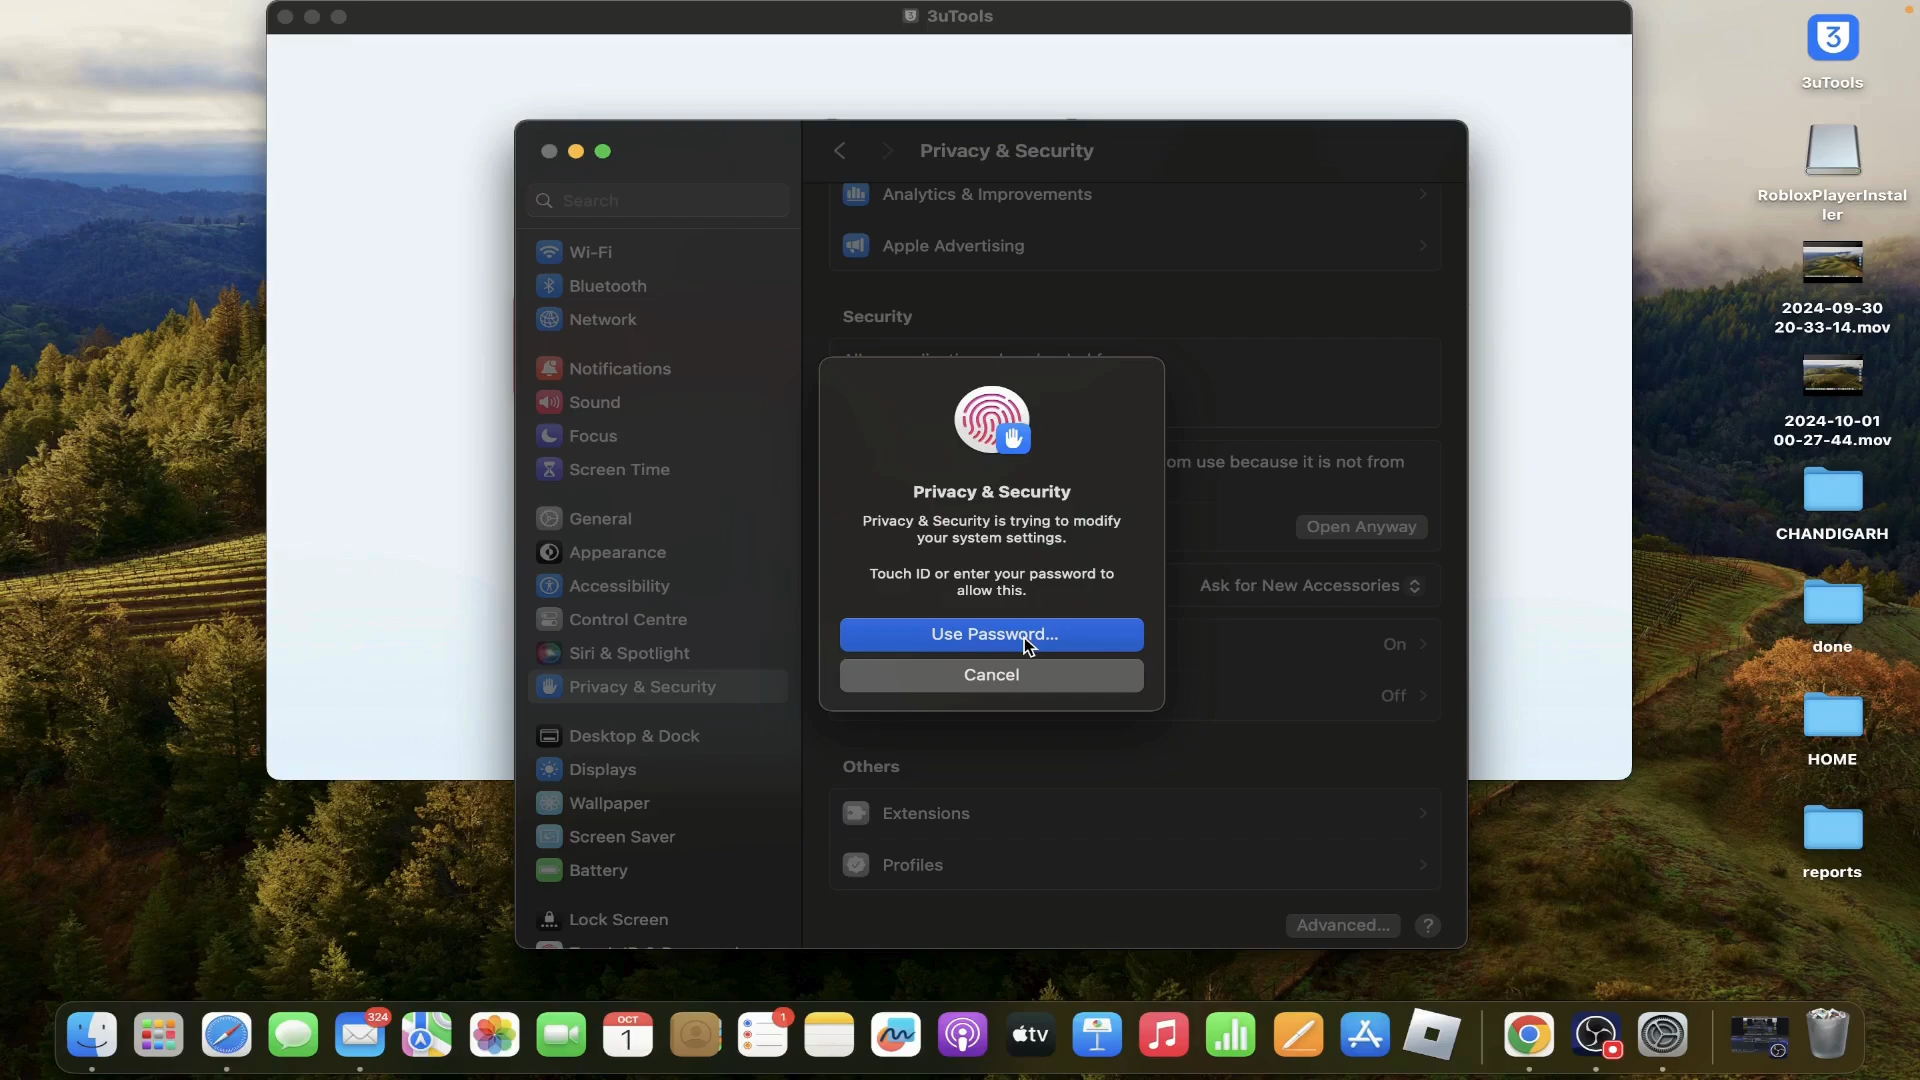 3uTools
Privacy & Security
Search
Wi-Fi
Bluetooth
Network
Notifications
Sound
Focus
Screen Time
General
Appearance
Accessibility
Control Centre
Siri & Spotlight
Privacy & Security
Desktop & Dock
Displays
Wallpaper
Screen Saver
Battery
Lock Screen
Analytics & Improvements
Apple Advertising
Security
om use because it is not from
Open Anyway
Ask for New Accessories
On
Off
Others
Extensions
Profiles
Advanced...
?
Privacy & Security
Privacy & Security is trying to modify
your system settings.
Touch ID or enter your password to
allow this.
Use Password...
Cancel
3
3uTools
RobloxPlayerInstal
ler
2024-09-30
20-33-14.mov
2024-10-01
00-27-44.mov
CHANDIGARH
done
HOME
reports
324
OCT
1
1
tv